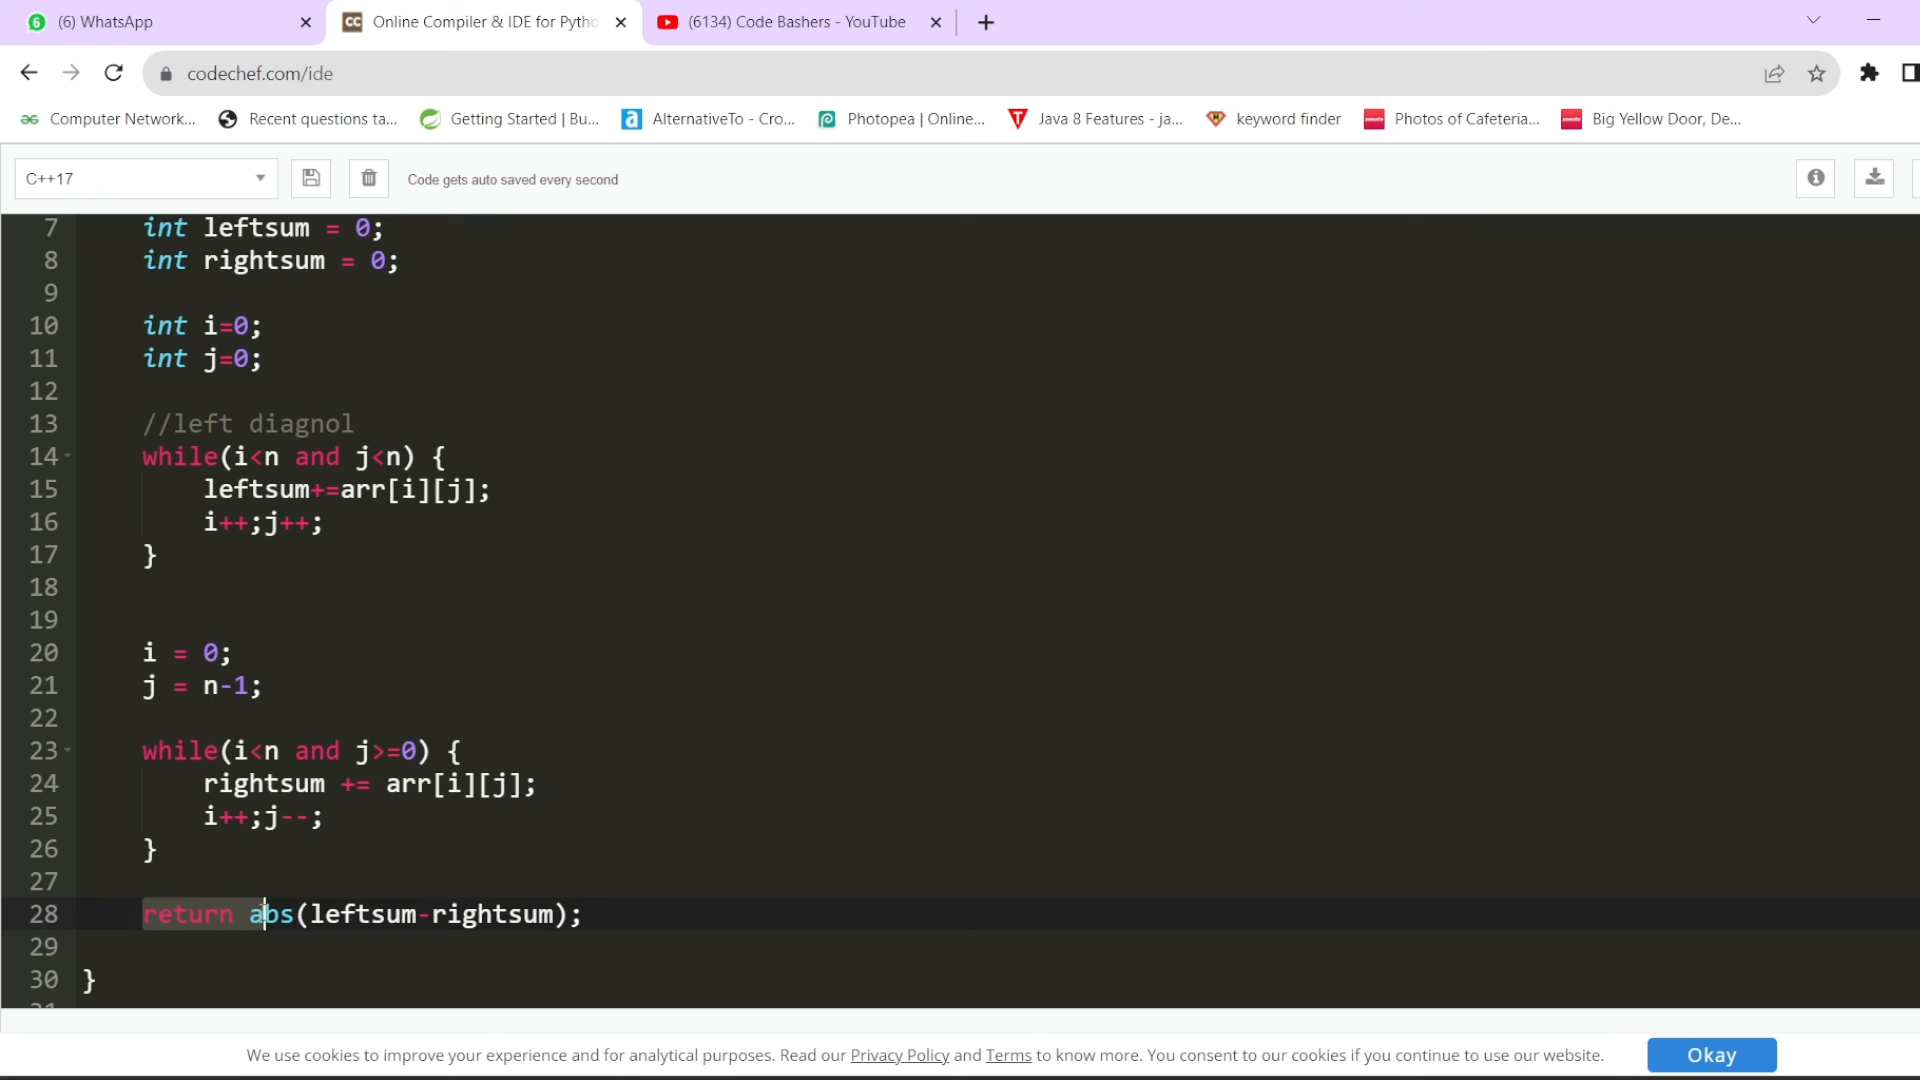 (6) WhatsApp
Online Compiler & IDE for Pytho
(6134) Code Bashers - YouTube
codechef.com/ide
Computer Network...
Recent questions ta...
Getting Started | Bu...
AlternativeTo - Cro...
Photopea | Online...
Java 8 Features - ja...
keyword finder
Photos of Cafeteria...
Big Yellow Door, De...
C++17
Code gets auto saved every second
7 int leftsum = 0;
8 int rightsum = 0;
9
10 int i=0;
11 int j=0;
12
13 //left diagnol
14 while(i<n and j<n) {
15 leftsum+=arr[i][j];
16 i++;j++;
17 }
18
19
20 i = 0;
21 j = n-1;
22
23 while(i<n and j>=0) {
24 rightsum += arr[i][j];
25 i++;j--;
26 }
27
28 return abs(leftsum-rightsum);
29
30 }
31
We use cookies to improve your experience and for analytical purposes. Read our Privacy Policy and Terms to know more. You consent to our cookies if you continue to use our website.
Okay